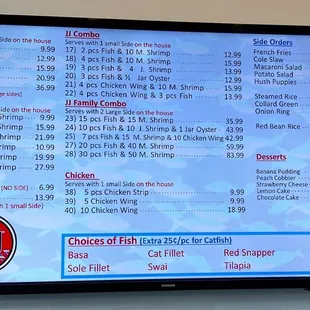 on the house
9.99
12.99
15.99
20.99
36.99
large sides)
Shrimp 9.99
Shrimp 15.99
Shrimp 21.99
Shrimp 10.99
Shrimp 19.99
Shrimp 27.99
(NO SIDE) 6.99
13.99
with 1 small Side)
JJ Combo
Serves with 1 small Side on the house
17) 2 pcs Fish & 10 M. Shrimp 12.99
18) 4 pcs Fish & 10 M. Shrimp 15.99
19) 3 pcs Fish & 4 J. Shrimp 13.99
20) 3 pcs Fish & ½ Jar Oyster 23.99
21) 4 pcs Chicken Wing & 10 M. Shrimp 15.99
22) 4 pcs Chicken Wing & 3 pcs Fish 13.99
JJ Family Combo
Serves with 2 Large Side on the house
23) 15 pcs Fish & 15 M. Shrimp 35.99
24) 10 pcs Fish & 10 J. Shrimp & 1 Jar Oyster 43.99
25) 7 pcs Fish & 15 M. Shrimp & 10 Chicken Wing 42.99
27) 20 pcs Fish & 40 M. Shrimp 59.99
28) 30 pcs Fish & 50 M. Shrimp 83.99
Chicken
Serves with 1 small Side on the house
38) 5 pcs Chicken Strip 9.99
39) 5 Chicken Wing 9.99
40) 10 Chicken Wing 18.99
Side Orders
French Fries
Cole Slaw
Macaroni Salad
Potato Salad
Hush Puppies
Steamed Rice
Collard Green
Onion Ring
Red Bean Rice
Desserts
Banana Pudding
Peach Cobbler
Strawberry Cheese
Lemon Cake
Chocolate Cake
Choices of Fish (Extra 25¢/pc for Catfish)
Basa Cat Fillet Red Snapper
Sole Fillet Swai Tilapia